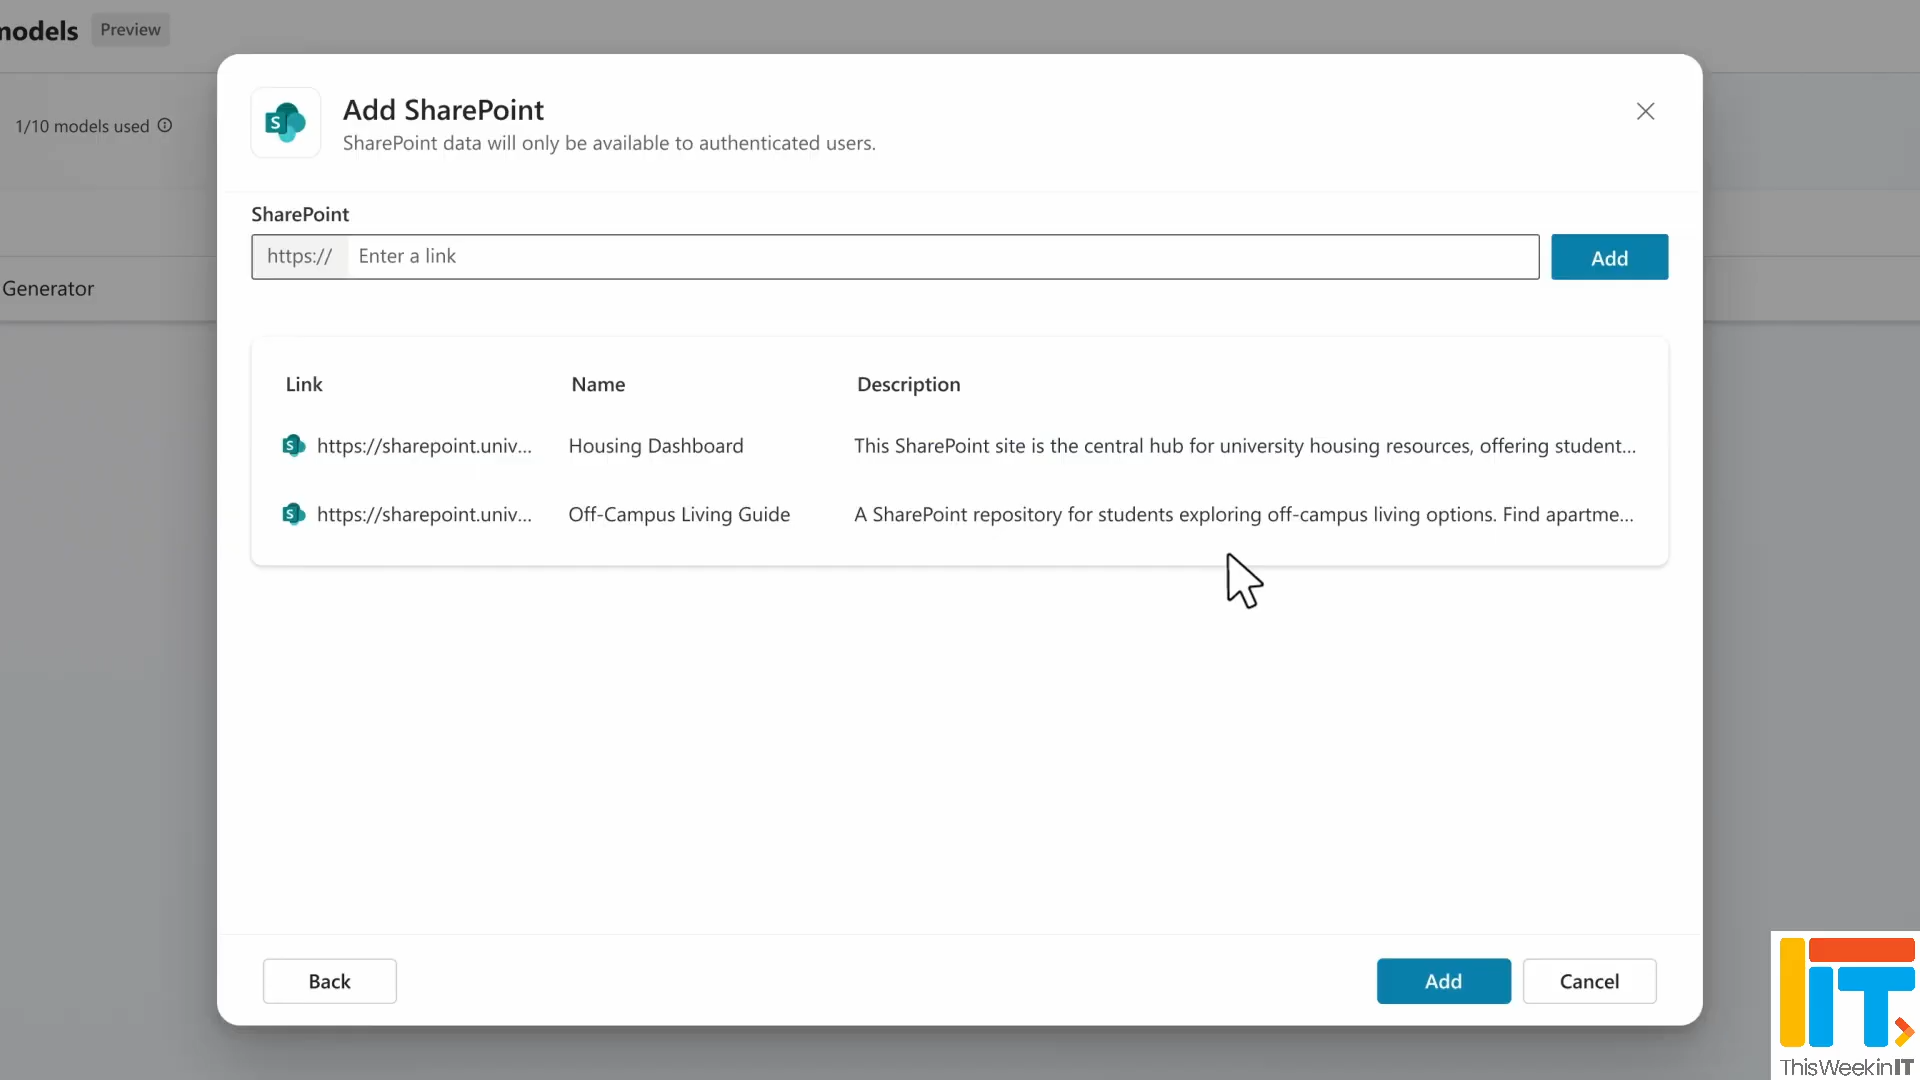 models Preview
1/10 models used
Generator
Add SharePoint
SharePoint data will only be available to authenticated users.
SharePoint
https:// Enter a link Add
Link Name Description
https://sharepoint.univ... Housing Dashboard This SharePoint site is the central hub for university housing resources, offering student...
https://sharepoint.univ... Off-Campus Living Guide A SharePoint repository for students exploring off-campus living options. Find apartme...
Back Add Cancel
IIT
ThisWeekinIT